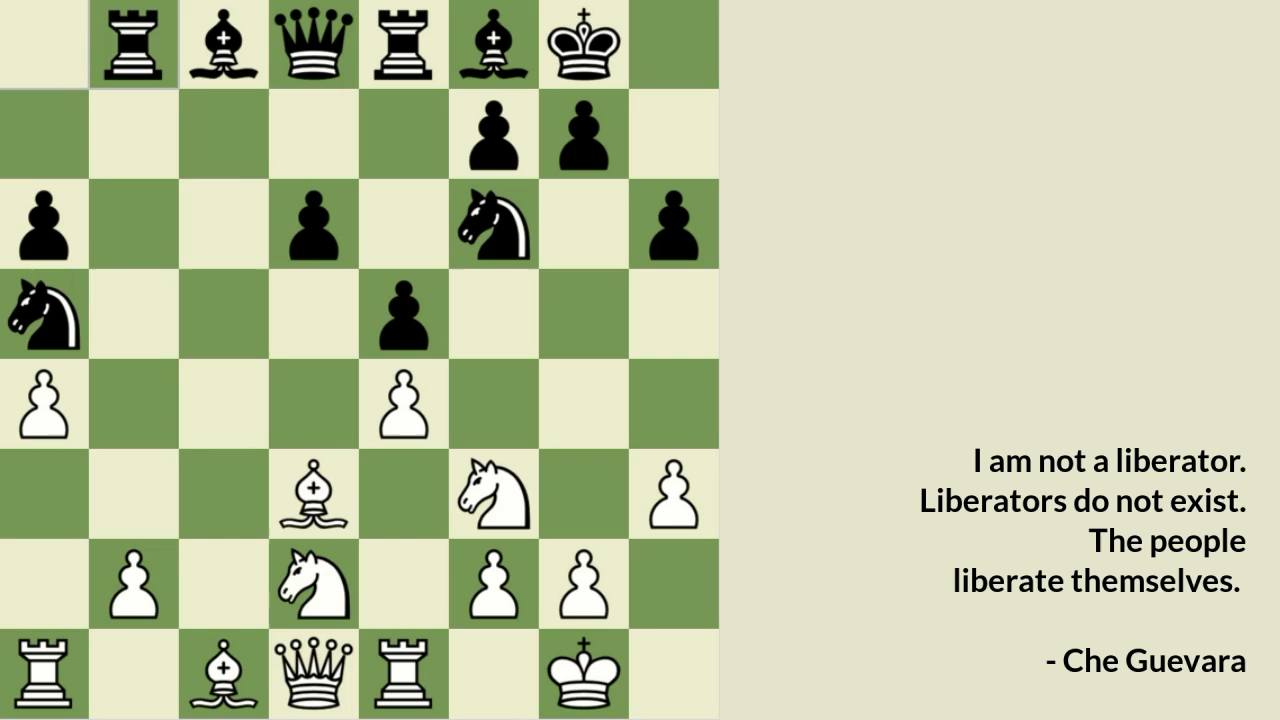 I am not a liberator.
Liberators do not exist.
The people
liberate themselves.
- Che Guevara